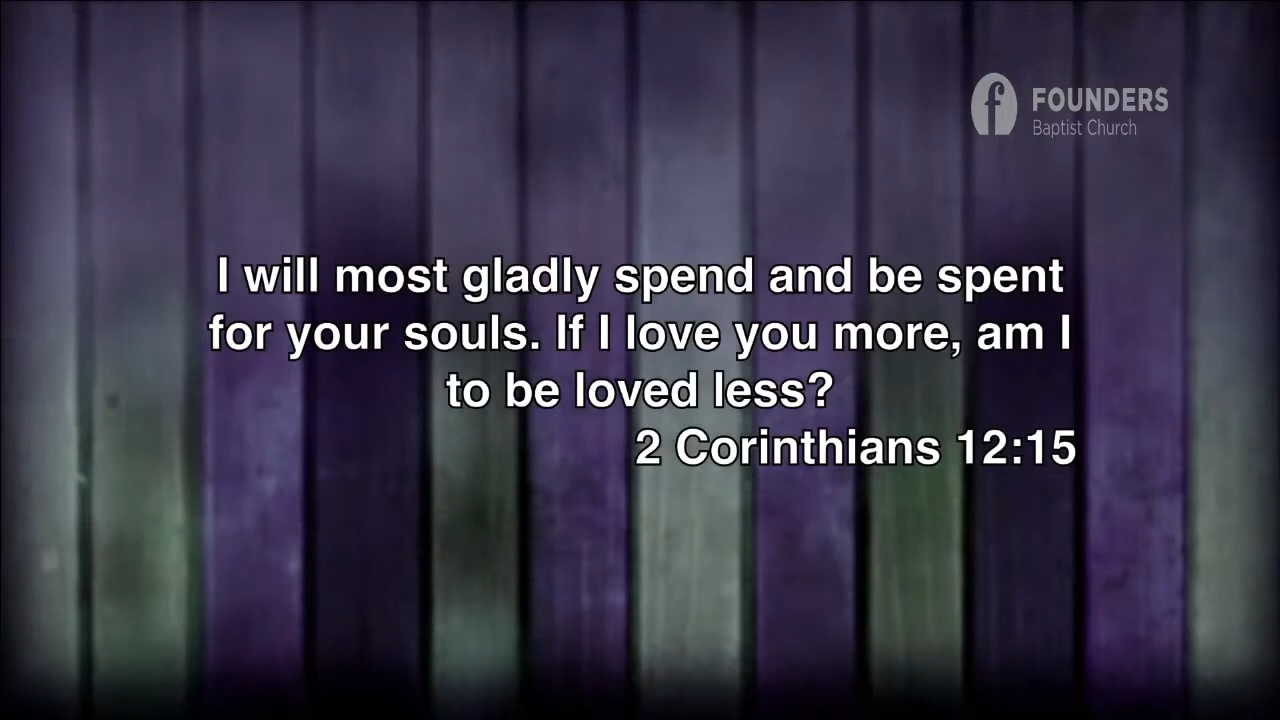 FOUNDERS
Baptist Church
I will most gladly spend and be spent
for your souls. If I love you more, am I
to be loved less?
2 Corinthians 12:15